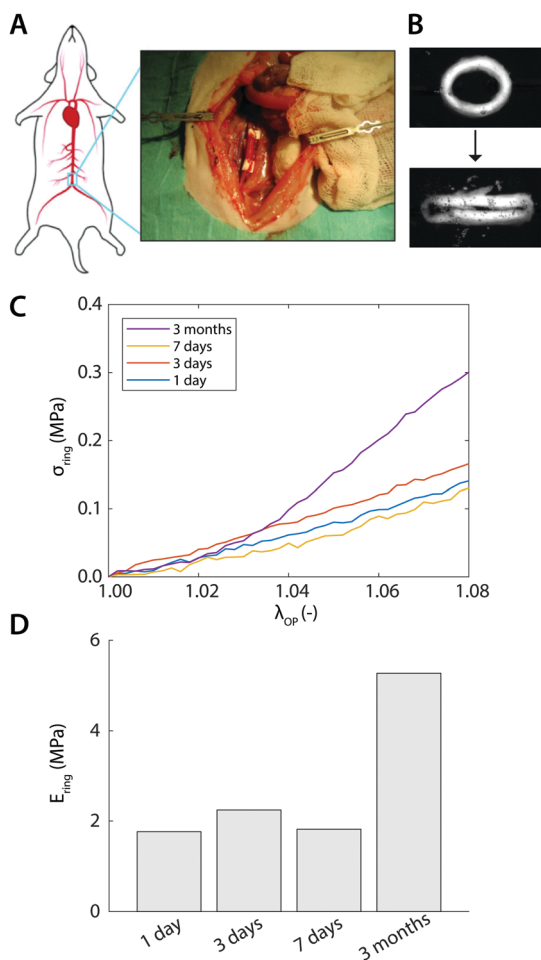 A
B
C
0.4
0.3
0.2
0.1
0.0
σring (MPa)
3 months
7 days
3 days
1 day
1.00
1.02
1.04
1.06
1.08
λOP (-)
D
6
4
2
0
Ering (MPa)
1 day
3 days
7 days
3 months